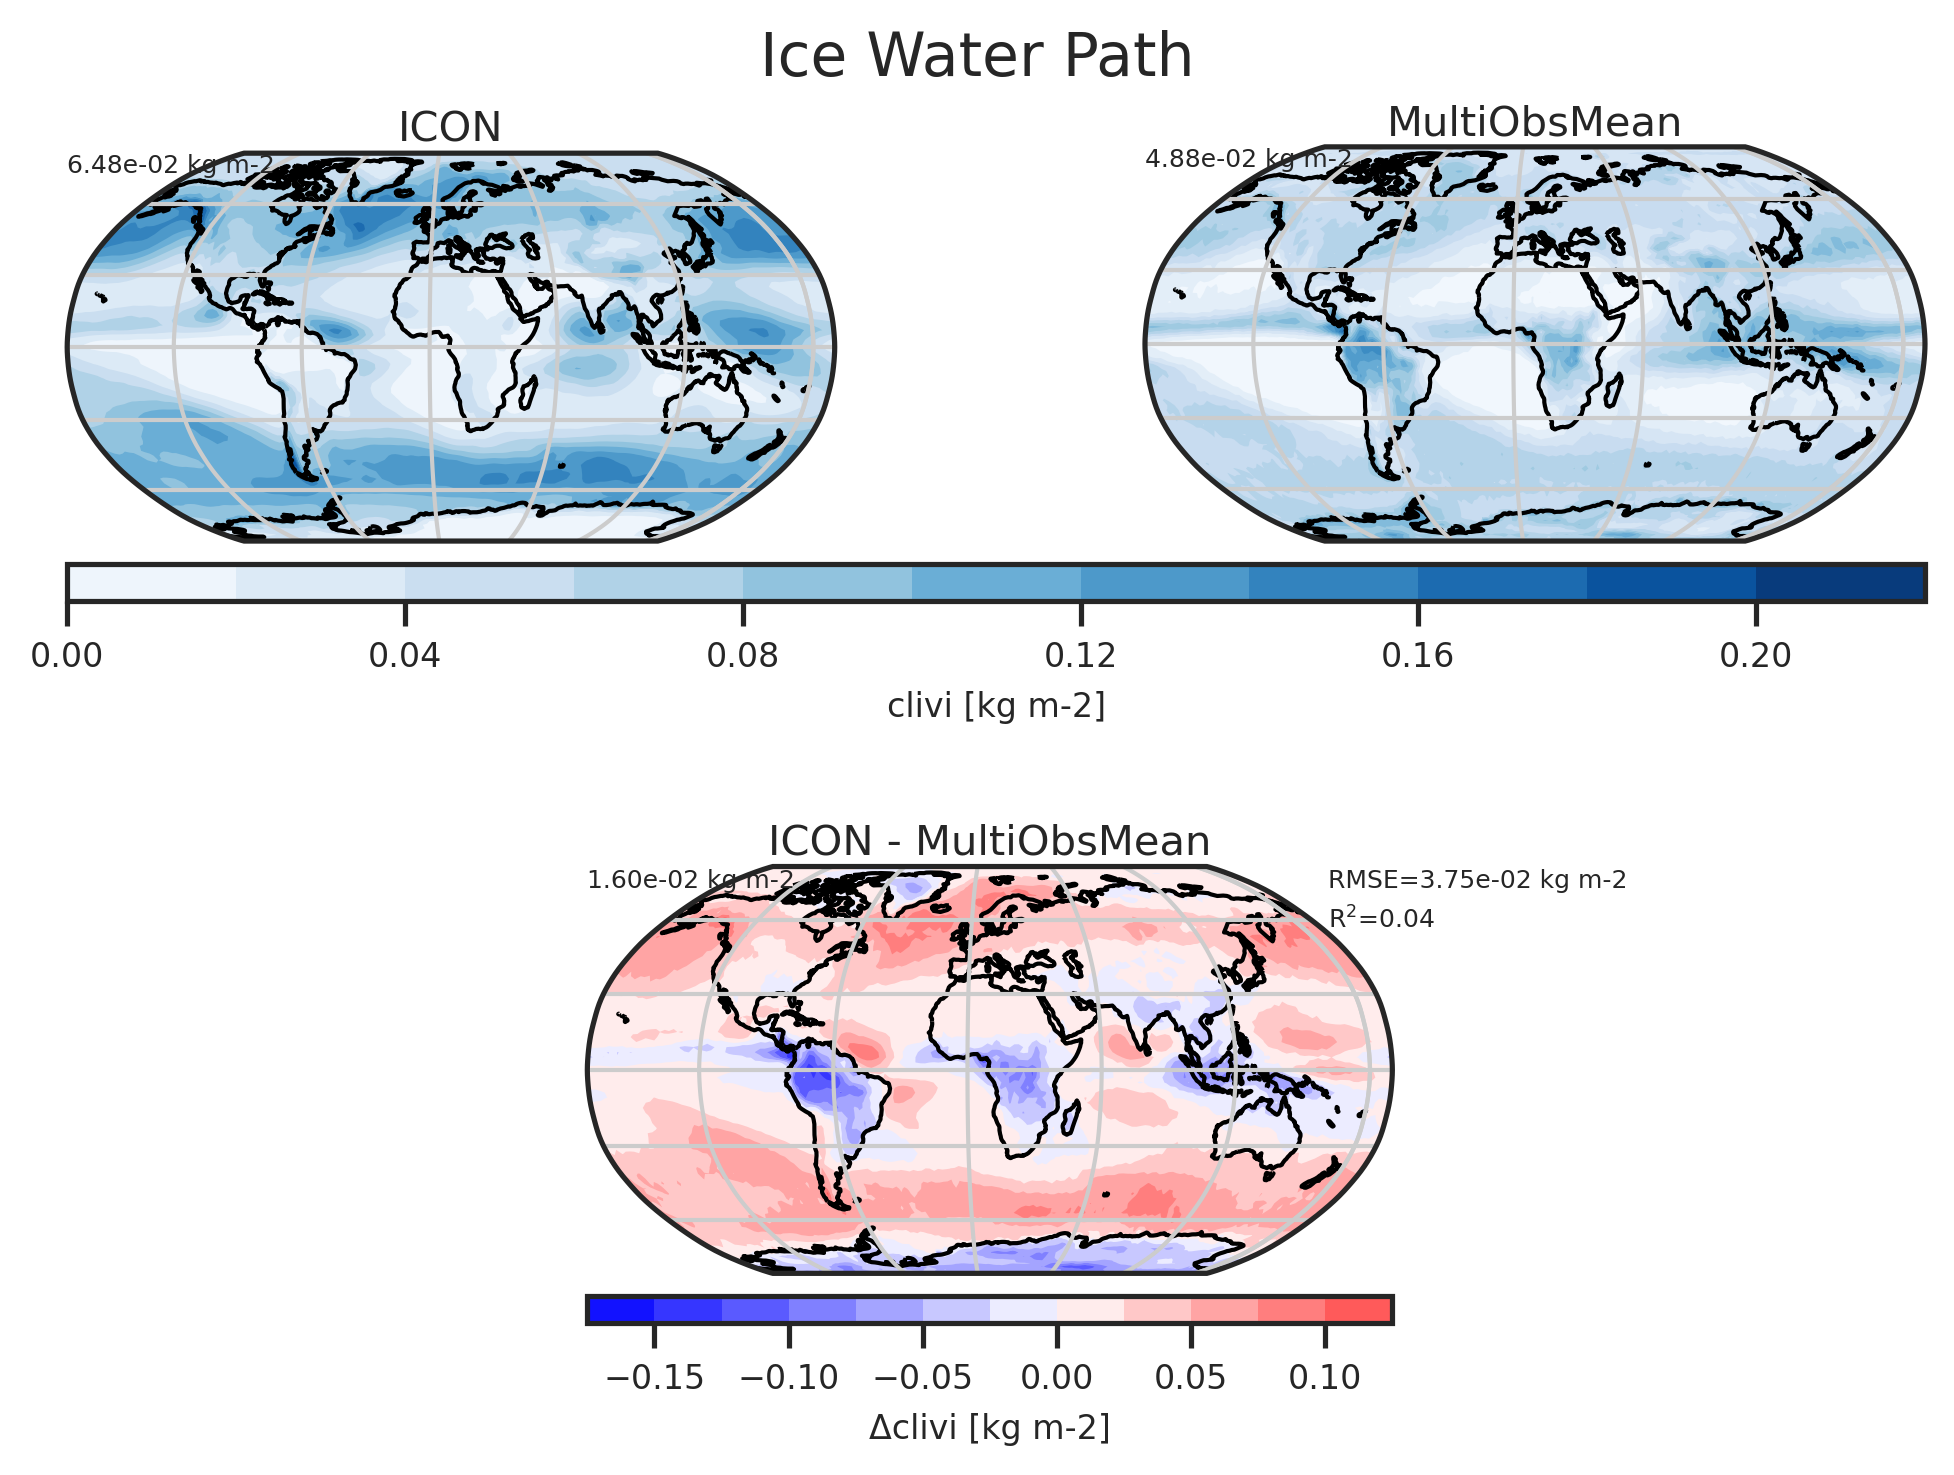 Ice Water Path
ICON
MultiObsMean
6.48e-02 kg m-2
4.88e-02 kg m-2
0.00 0.04 0.08 0.12 0.16 0.20
clivi [kg m-2]
ICON - MultiObsMean
1.60e-02 kg m-2
RMSE=3.75e-02 kg m-2
R²=0.04
−0.15 −0.10 −0.05 0.00 0.05 0.10
Δclivi [kg m-2]